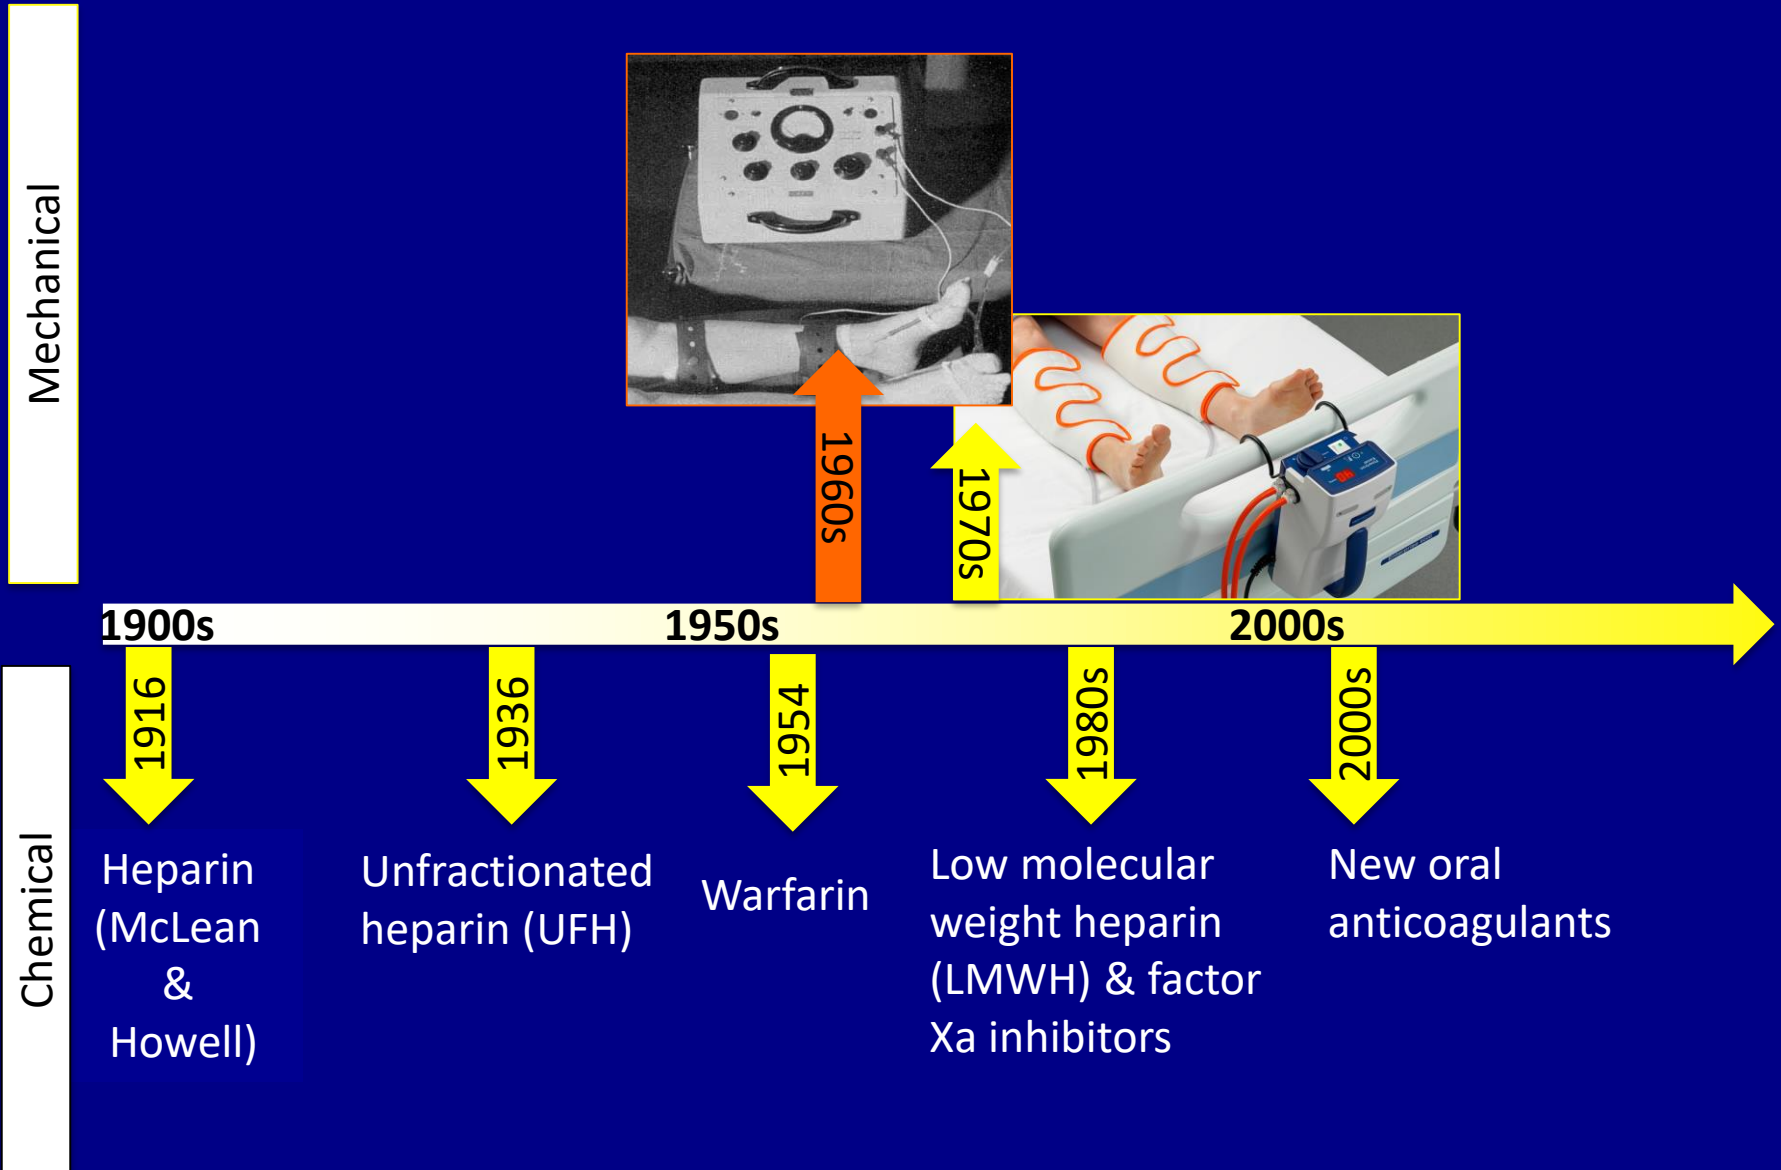 Mechanical
1960s
1970s
1900s
1950s
2000s
1916
1936
1954
1980s
2000s
Chemical
Heparin
(McLean
&
Howell)
Unfractionated
heparin (UFH)
Warfarin
Low molecular
weight heparin
(LMWH) & factor
Xa inhibitors
New oral
anticoagulants